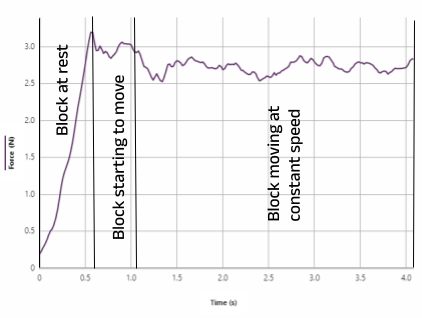 3.0
2.5
2.0
1.5
1.0
0.5
0
0
0.5
1.0
1.5
2.0
2.5
3.0
3.5
4.0
Force (N)
Time (s)
Block at rest
Block starting to move
Block moving at
constant speed